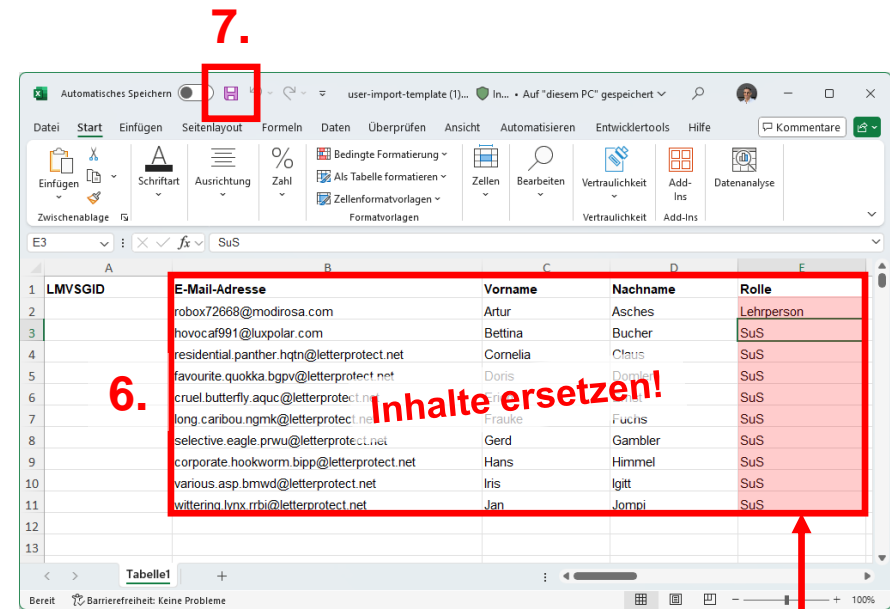 7.
Automatisches Speichern
user-import-template (1)... In... • Auf "diesem PC" gespeichert
Datei Start Einfügen Seitenlayout Formeln Daten Überprüfen Ansicht Automatisieren Entwicklertools Hilfe Kommentare
Einfügen
Schriftart
Ausrichtung
Zahl
Bedingte Formatierung
Als Tabelle formatieren
Zellenformatvorlagen
Zellen
Bearbeiten
Vertraulichkeit
Add-
Ins
Datenanalyse
Zwischenablage Formatvorlagen Vertraulichkeit Add-Ins
E3 fx SuS
A B C D E
1 LMVSGID E-Mail-Adresse Vorname Nachname Rolle
2 robox72668@modirosa.com Artur Asches Lehrperson
3 hovocaf991@luxpolar.com Bettina Bucher SuS
4 residential.panther.hqtn@letterprotect.net Cornelia Claus SuS
5 favourite.quokka.bgpv@letterprotect.net Doris Domler SuS
6 cruel.butterfly.aquc@letterprotect.net SuS
7 long.caribou.ngmk@letterprotect.net Frauke Fuchs SuS
8 selective.eagle.prwu@letterprotect.net Gerd Gambler SuS
9 corporate.hookworm.bipp@letterprotect.net Hans Himmel SuS
10 various.asp.bmwd@letterprotect.net Iris Igitt SuS
11 wittering.lynx.rrbi@letterprotect.net Jan Jompi SuS
12
13
6.
Inhalte ersetzen!
Tabelle1
Bereit Barrierefreiheit: Keine Probleme 100%